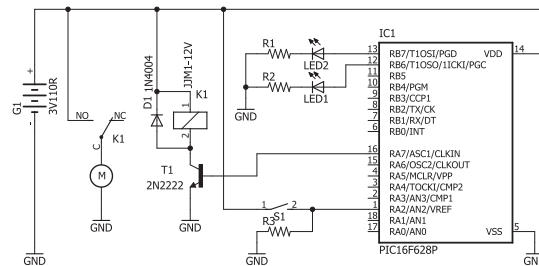 IC1
R1
13 RB7/T1OSI/PGD VDD 14
LED2
12 RB6/T1OSO/1ICKI/PGC
11 RB5
R2
10 RB4/PGM
LED1
9 RB3/CCP1
8 RB2/TX/CK
7 RB1/RX/DT
6 RB0/INT
GND
+
G1
3V110R
-
NO NC
K1
C
M
GND
D1 1N4004
JJM1-12V
K1
1
2
T1
2N2222
GND
16 RA7/ASC1/CLKIN
15 RA6/OSC2/CLKOUT
4 RA5/MCLR/VPP
3 RA4/TOCKI/CMP2
2 RA3/AN3/CMP1
1 RA2/AN2/VREF
18 RA1/AN1
17 RA0/AN0
VSS 5
1 2
S1
R3
PIC16F628P
GND
GND
GND